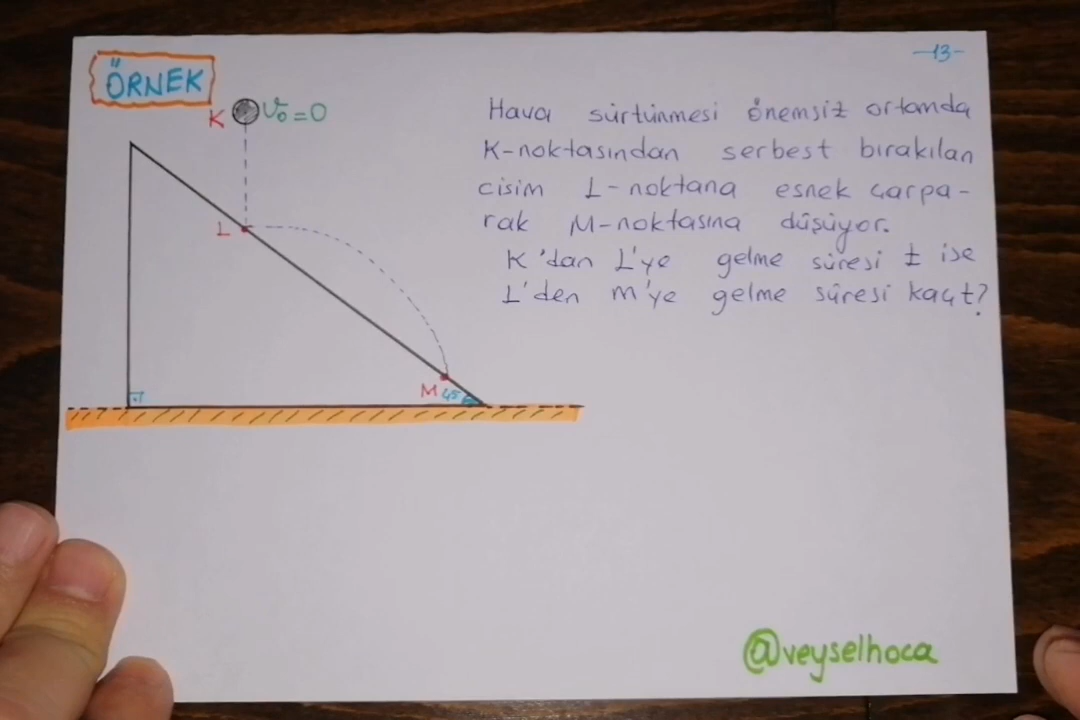 ÖRNEK
-13-
K V₀=0
L
M 45
Hava sürtünmesi önemsiz ortamda
K-noktasından serbest bırakılan
cisim L-noktana esnek çarpa-
rak M-noktasına düşüyor.
K'dan L'ye gelme süresi t ise
L'den M'ye gelme süresi kaç t?
@veyselhoca